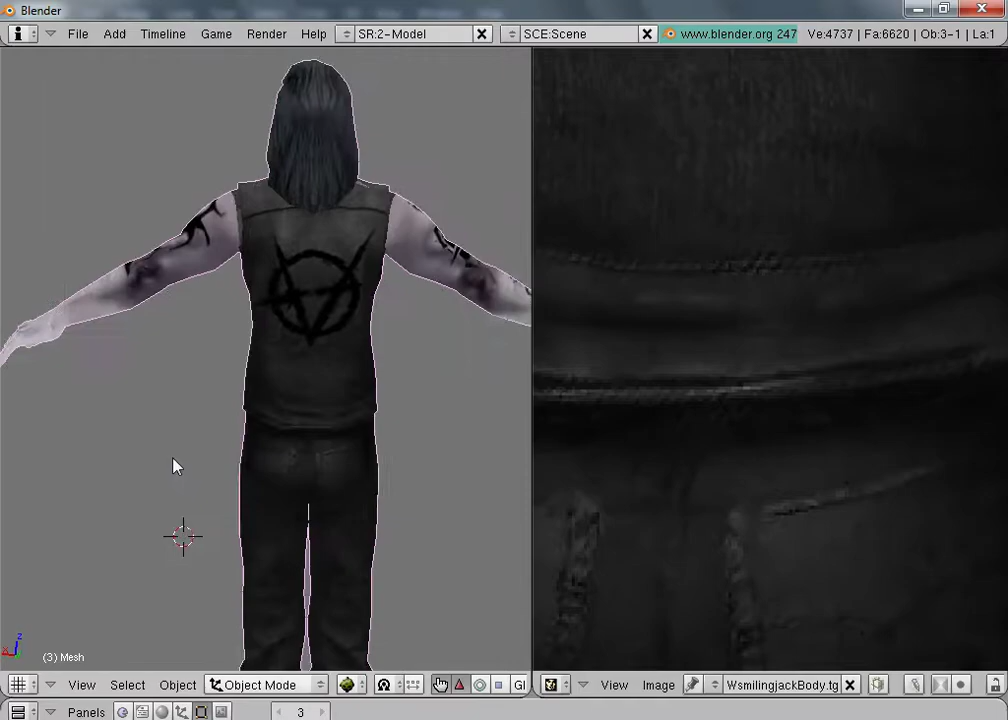 Blender
File Add Timeline Game Render Help SR:2-Model SCE:Scene www.blender.org 247 Ve:4737 | Fa:6620 | Ob:3-1 | La:1
z
x
(3) Mesh
View Select Object Object Mode Gl View Image WsmilingjackBody.tg
Panels 3